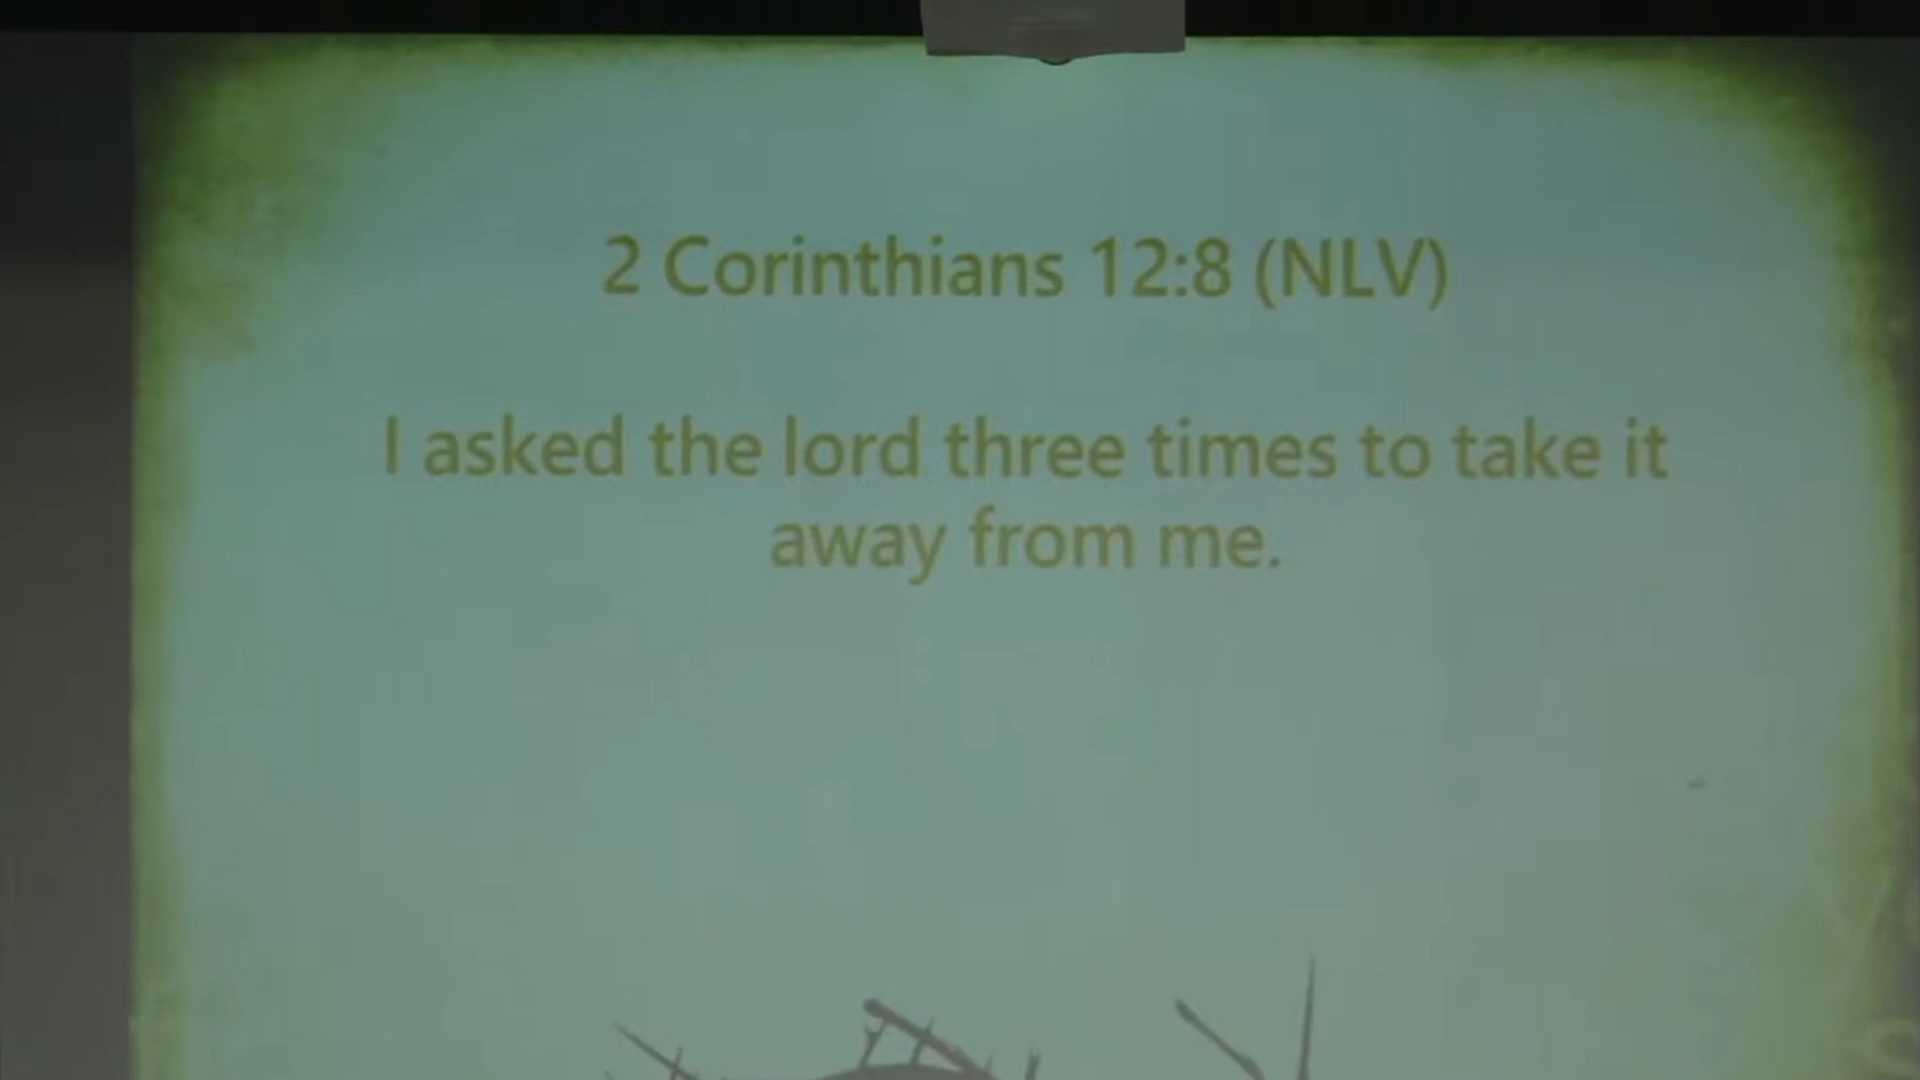 2 Corinthians 12:8 (NLV)
I asked the lord three times to take it
away from me.